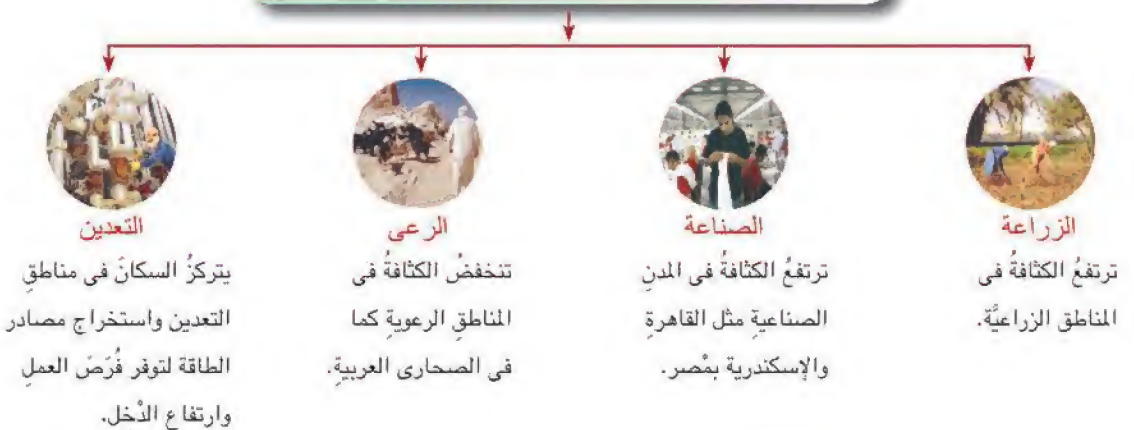 الزراعة
ترتفعُ الكثافةُ فى
المناطق الزراعيَّة.
الصناعة
ترتفعُ الكثافةُ فى المدنِ
الصناعيةِ مثل القاهرةِ
والإسكندرية بمْصر.
الرعى
تنخفضُ الكثافةُ فى
المناطقِ الرعويةِ كما
فى الصحارى العربيةِ.
التعدين
يتركزُ السكانَ فى مناطقِ
التعدين واستخراج مصادر
الطاقة لتوفر فُرَصَ العملِ
وارتفاع الدْخل.